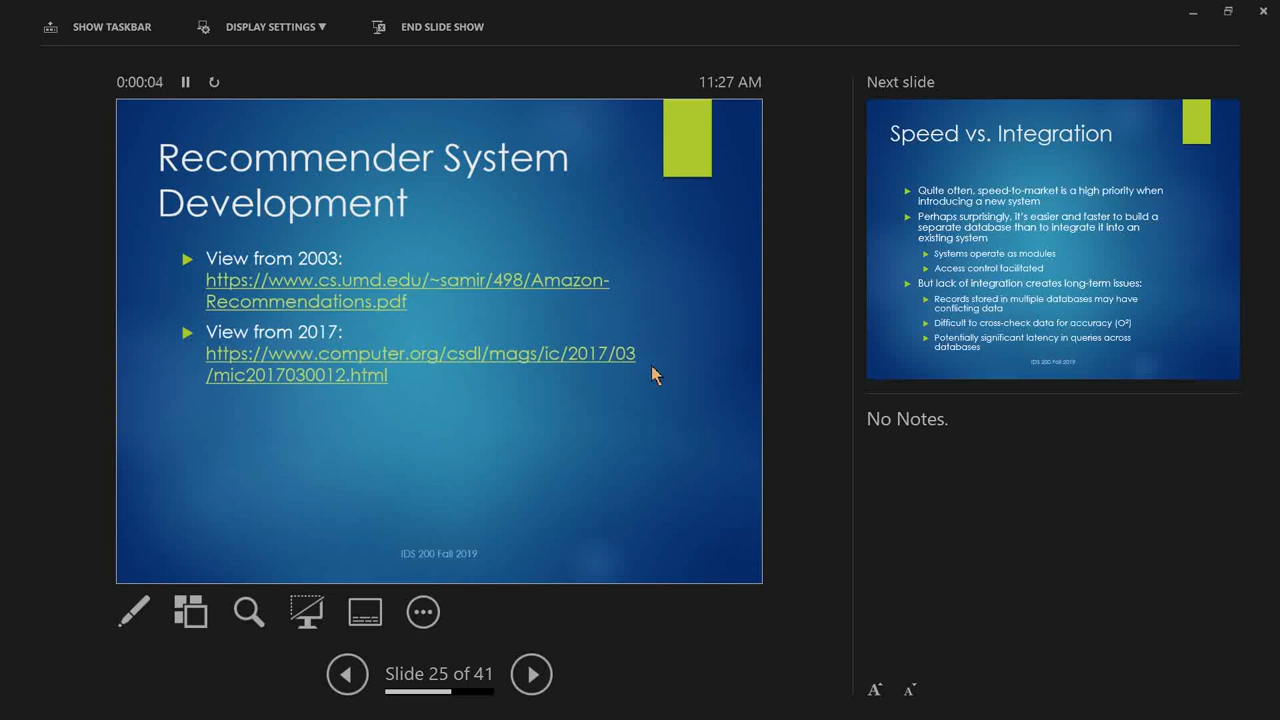 SHOW TASKBAR
DISPLAY SETTINGS ▼
END SLIDE SHOW
0:00:04
11:27 AM
Recommender System
Development
View from 2003:
https://www.cs.umd.edu/~samir/498/Amazon-
Recommendations.pdf
View from 2017:
https://www.computer.org/csdl/mags/ic/2017/03
/mic2017030012.html
IDS 200 Fall 2019
Slide 25 of 41
Next slide
Speed vs. Integration
Quite often, speed-to-market is a high priority when
introducing a new system
Perhaps surprisingly, it's easier and faster to build a
separate database than to integrate it into an
existing system
Systems operate as modules
Access control facilitated
But lack of integration creates long-term issues:
Records stored in multiple databases may have
conflicting data
Difficult to cross-check data for accuracy (O²)
Potentially significant latency in queries across
databases
IDS 200 Fall 2019
No Notes.
A A